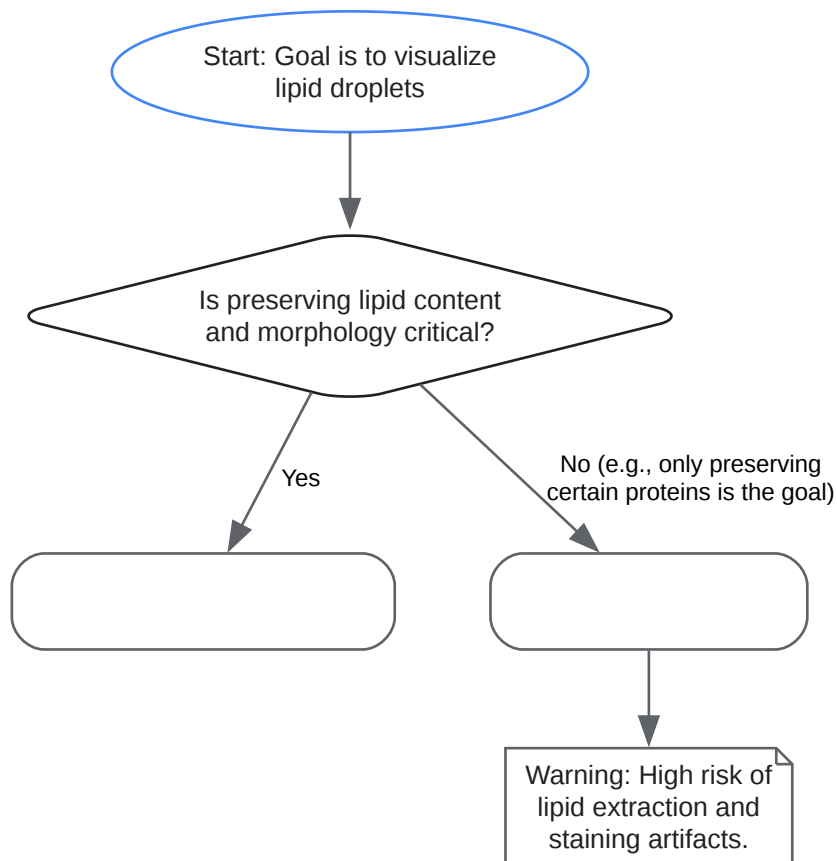 Start: Goal is to visualize
lipid droplets
Is preserving lipid content
and morphology critical?
Yes
No (e.g., only preserving
certain proteins is the goal)
Warning: High risk of
lipid extraction and
staining artifacts.